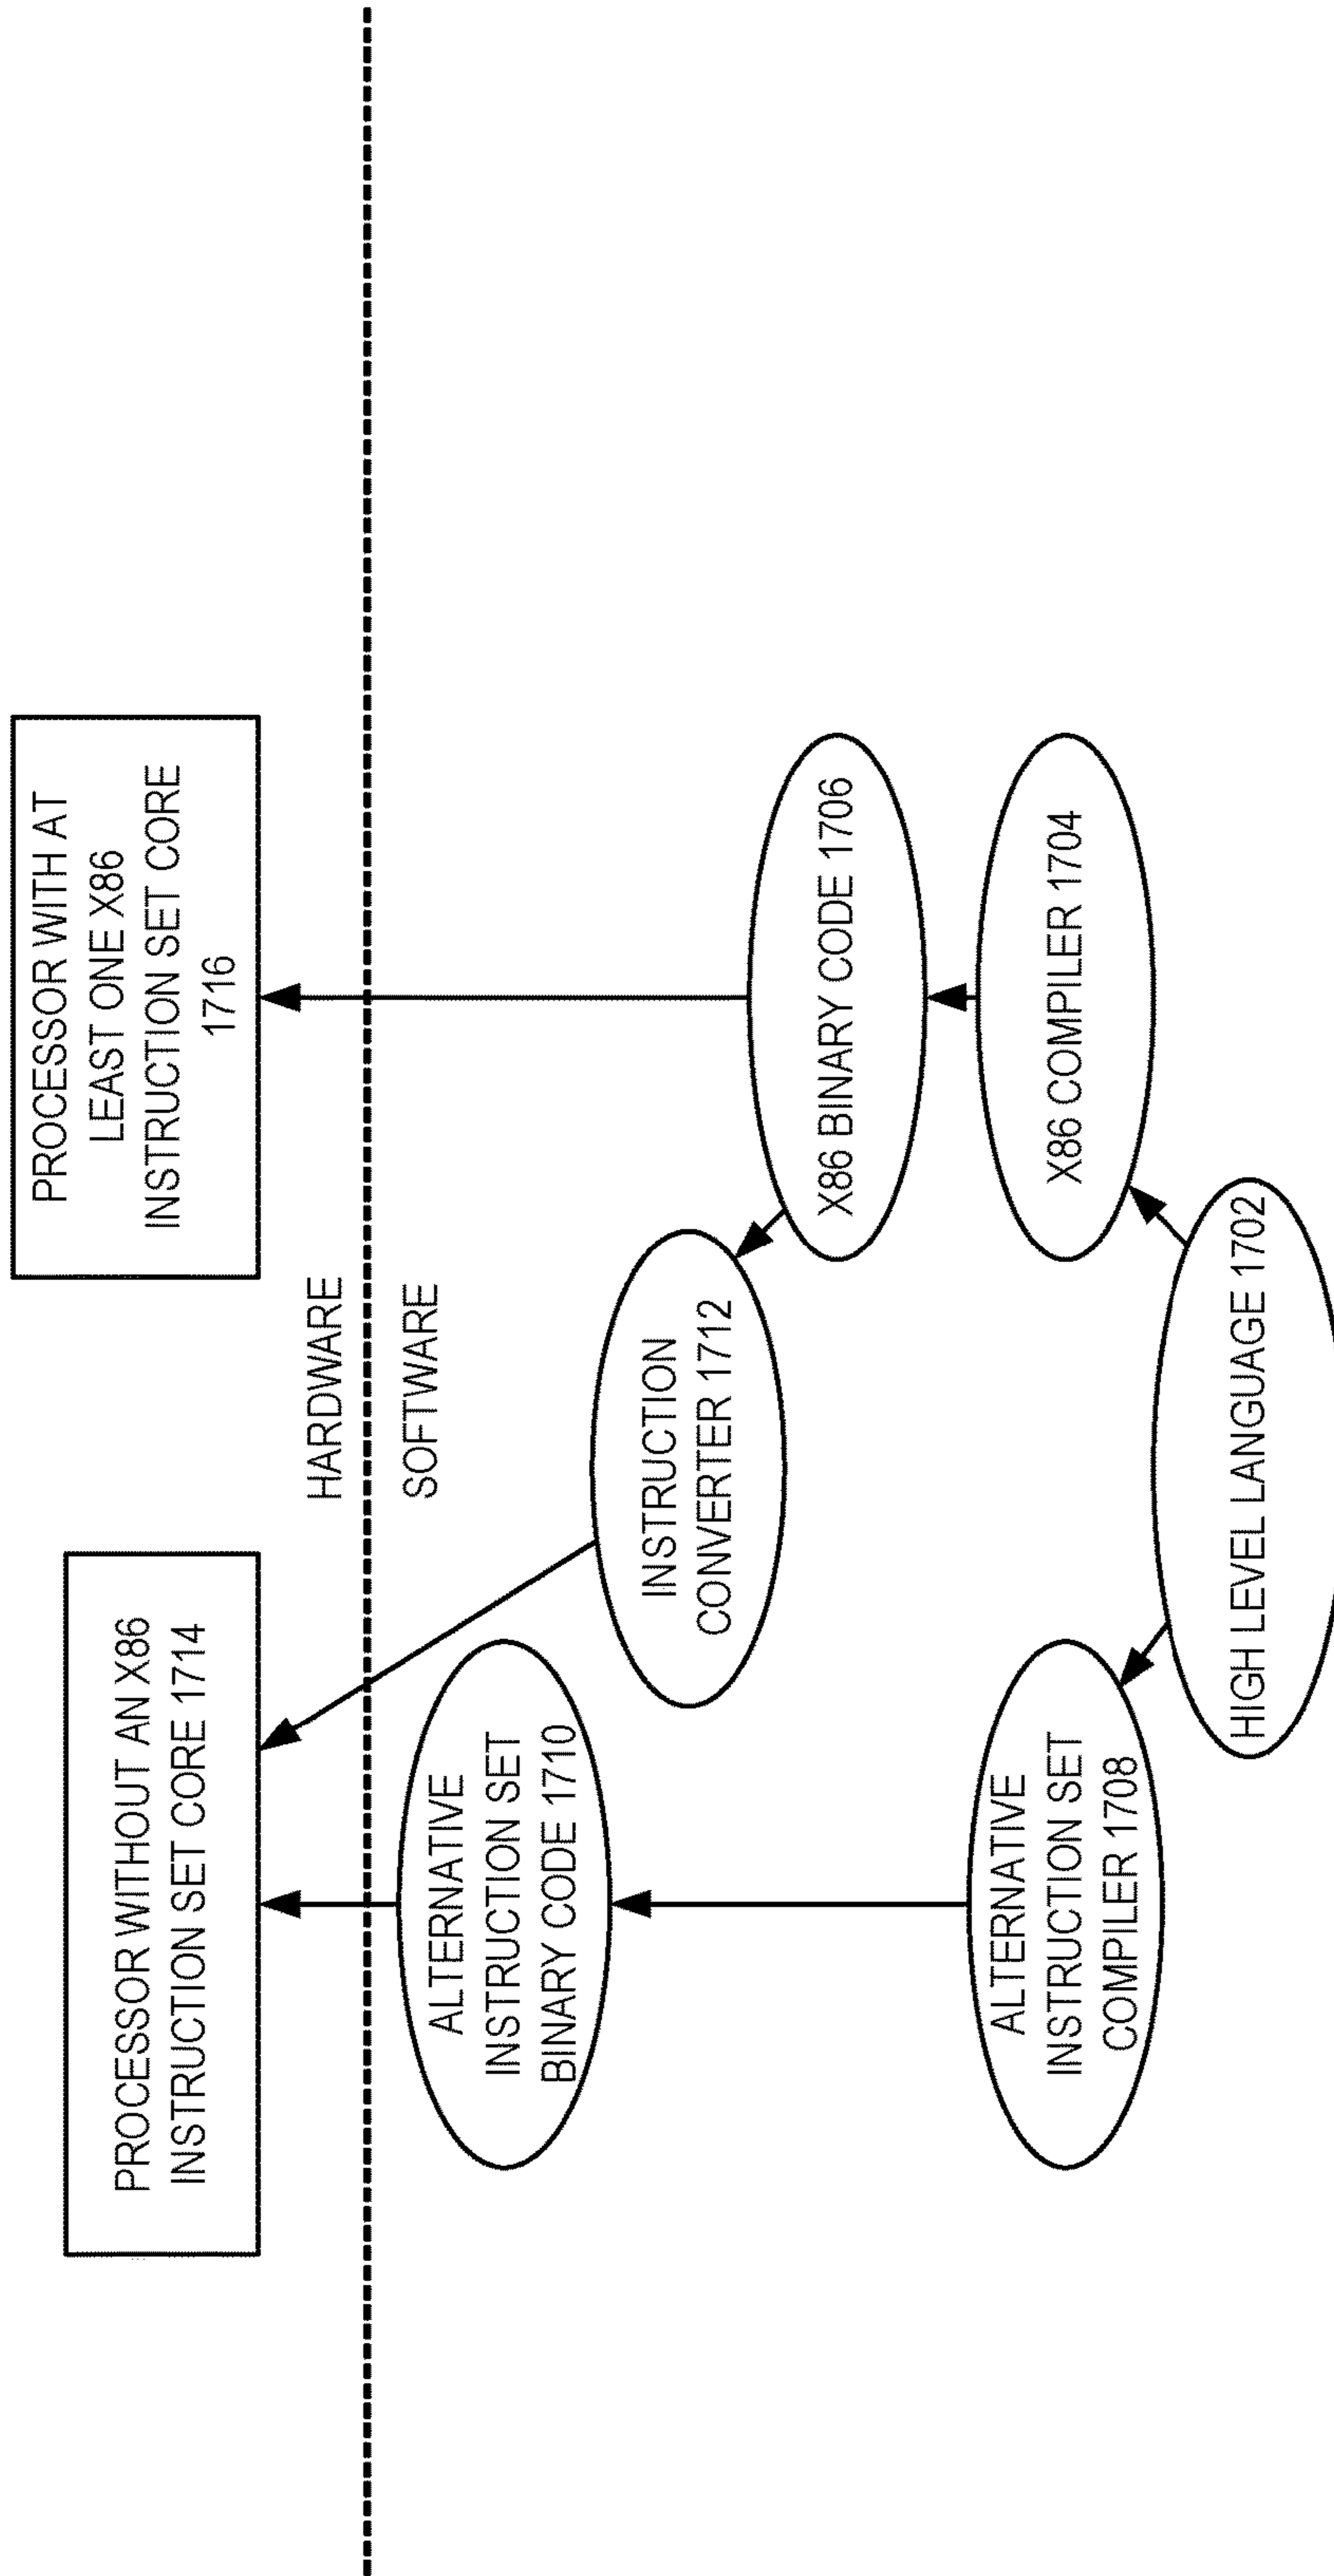 PROCESSOR WITHOUT AN X86
INSTRUCTION SET CORE 1714
PROCESSOR WITH AT
LEAST ONE X86
INSTRUCTION SET CORE
1716
HARDWARE
SOFTWARE
ALTERNATIVE
INSTRUCTION SET
BINARY CODE 1710
INSTRUCTION
CONVERTER 1712
X86 BINARY CODE 1706
ALTERNATIVE
INSTRUCTION SET
COMPILER 1708
X86 COMPILER 1704
HIGH LEVEL LANGUAGE 1702